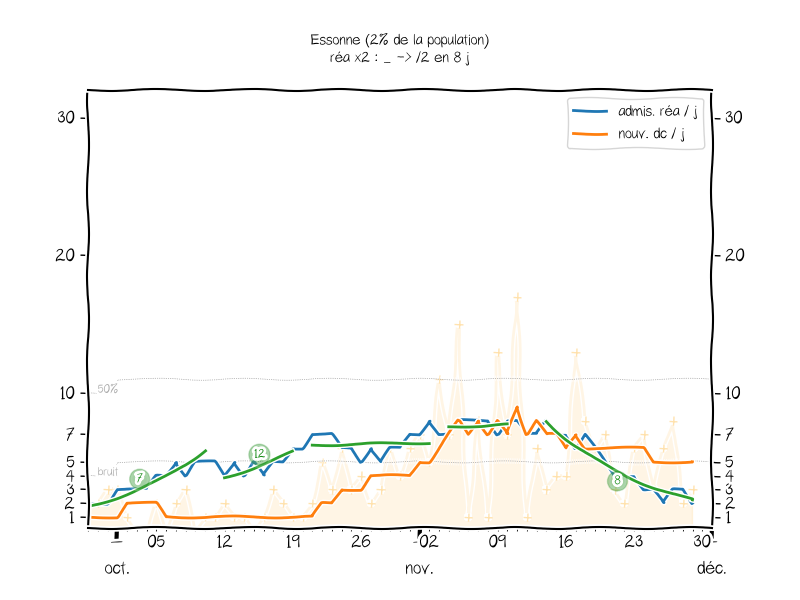 Essonne (2% de la population)
réa x2 : _ -> /2 en 8 j
admis. réa / j
nouv. dc / j
30 30
20 20
50%
10 10
7 7
12
bruit
5 5
4 4
7
8
3 3
2 2
1 1
05 12 19 26 02 09 16 23 30
oct. nov. déc.